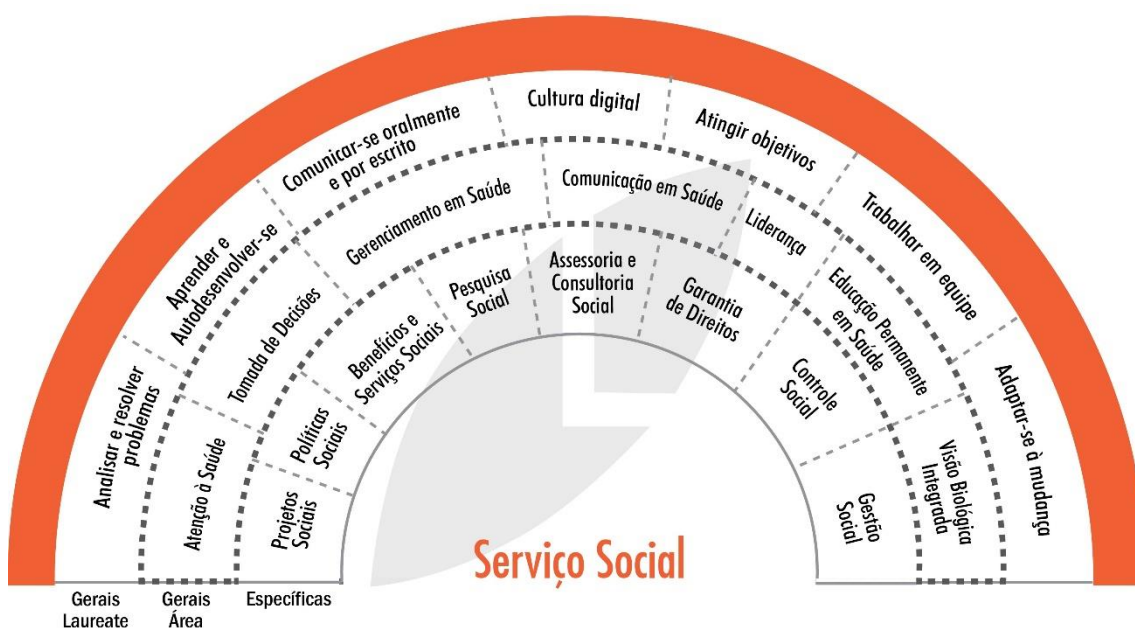 Analisar e resolver
problemas
Aprender e
Autodesenvolver-se
Comunicar-se oralmente
e por escrito
Cultura digital
Atingir objetivos
Trabalhar em equipe
Adaptar-se à mudança
Atenção à Saúde
Tomada de Decisões
Gerenciamento em Saúde
Comunicação em Saúde
Liderança
Educação Permanente
em Saúde
Visão Biológica
Integrada
Projetos
Sociais
Políticas
Sociais
Benefícios e
Serviços Sociais
Pesquisa
Social
Assessoria e
Consultoria
Social
Garantia
de Direitos
Controle
Social
Gestão
Social
Serviço Social
Gerais
Laureate
Gerais
Área
Específicas